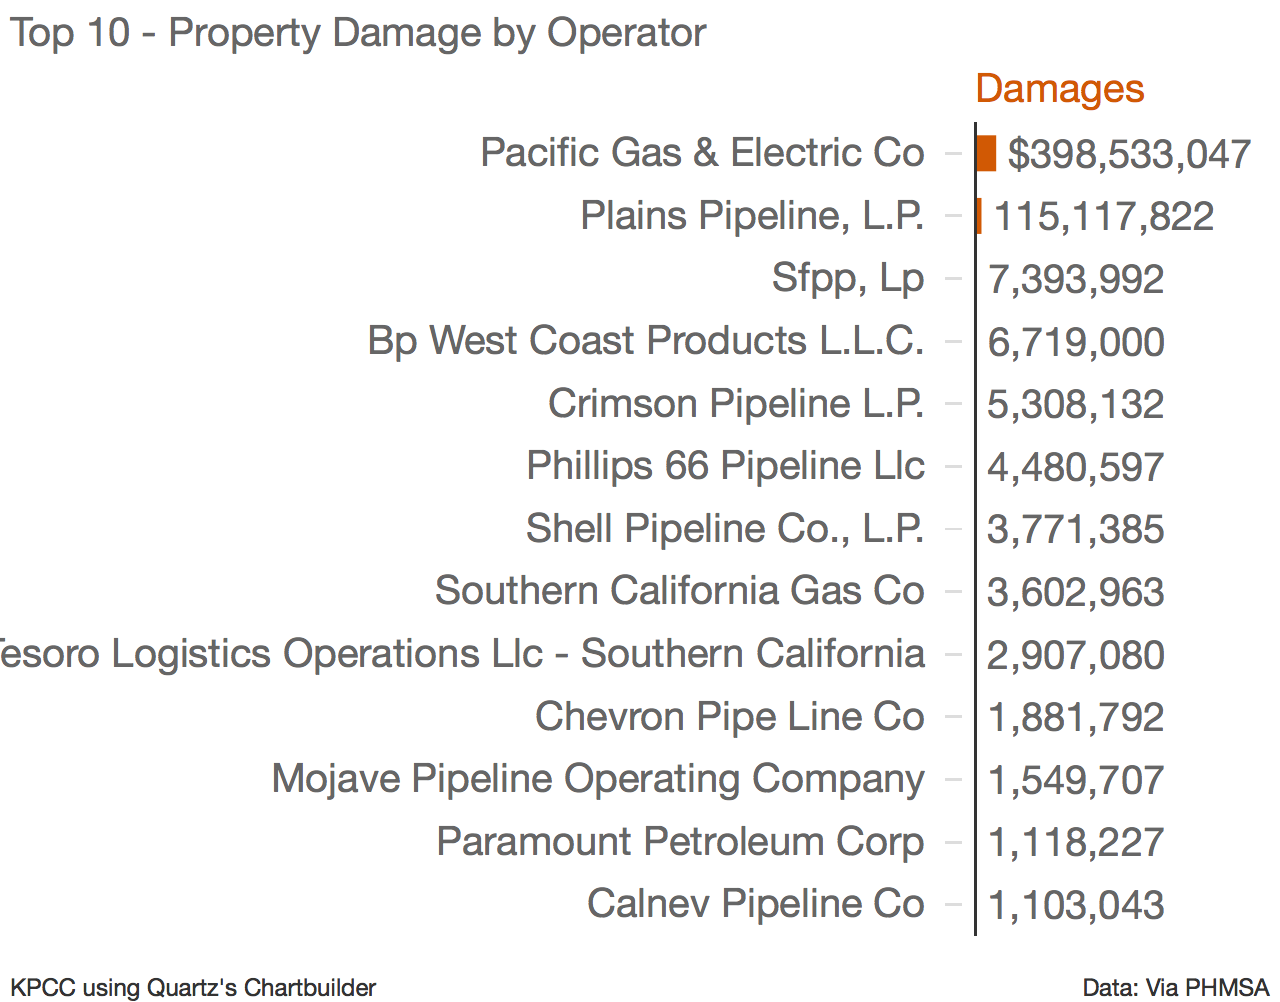 Top 10 - Property Damage by Operator
Damages
Pacific Gas & Electric Co $398,533,047
Plains Pipeline, L.P. 115,117,822
Sfpp, Lp 7,393,992
Bp West Coast Products L.L.C. 6,719,000
Crimson Pipeline L.P. 5,308,132
Phillips 66 Pipeline Llc 4,480,597
Shell Pipeline Co., L.P. 3,771,385
Southern California Gas Co 3,602,963
Tesoro Logistics Operations Llc - Southern California 2,907,080
Chevron Pipe Line Co 1,881,792
Mojave Pipeline Operating Company 1,549,707
Paramount Petroleum Corp 1,118,227
Calnev Pipeline Co 1,103,043
KPCC using Quartz's Chartbuilder Data: Via PHMSA